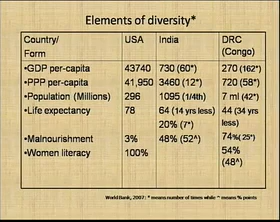 Elements of diversity*
Country/ Form USA India DRC (Congo)
•GDP per-capita 43740 730 (60*) 270 (162*)
•PPP per-capita 41,950 3460 (12*) 720 (58*)
•Population (Millions) 296 1095 (1/4th) 7 ml (42*)
•Life expectancy 78 64 (14 yrs less) 44 (34 yrs less)
20% (7*)
•Malnourishment 3% 48% (52^) 74% (25*)
•Women literacy 100% 54% (48^)
World Bank, 2007; * means number of times while ^ means % points